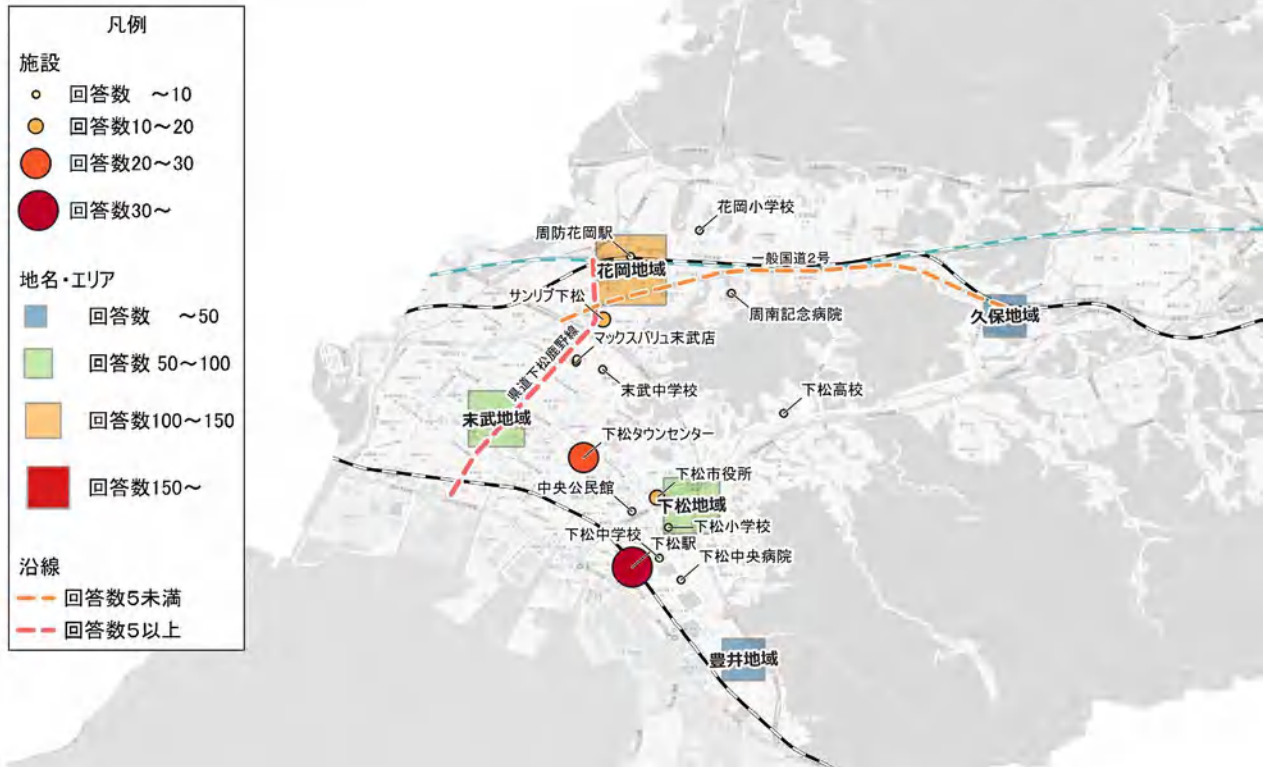 凡例
施設
回答数　～10
回答数10～20
回答数20～30
回答数30～
地名・エリア
回答数　～50
回答数 50～100
回答数100～150
回答数150～
沿線
回答数5未満
回答数5以上
花岡小学校
周防花岡駅
一般国道2号
花岡地域
サンリブ下松
周南記念病院
久保地域
マックスバリュ末武店
県道下松鹿野線
末武中学校
下松高校
末武地域
下松タウンセンター
下松市役所
中央公民館
下松地域
下松小学校
下松中学校
下松駅
下松中央病院
豊井地域